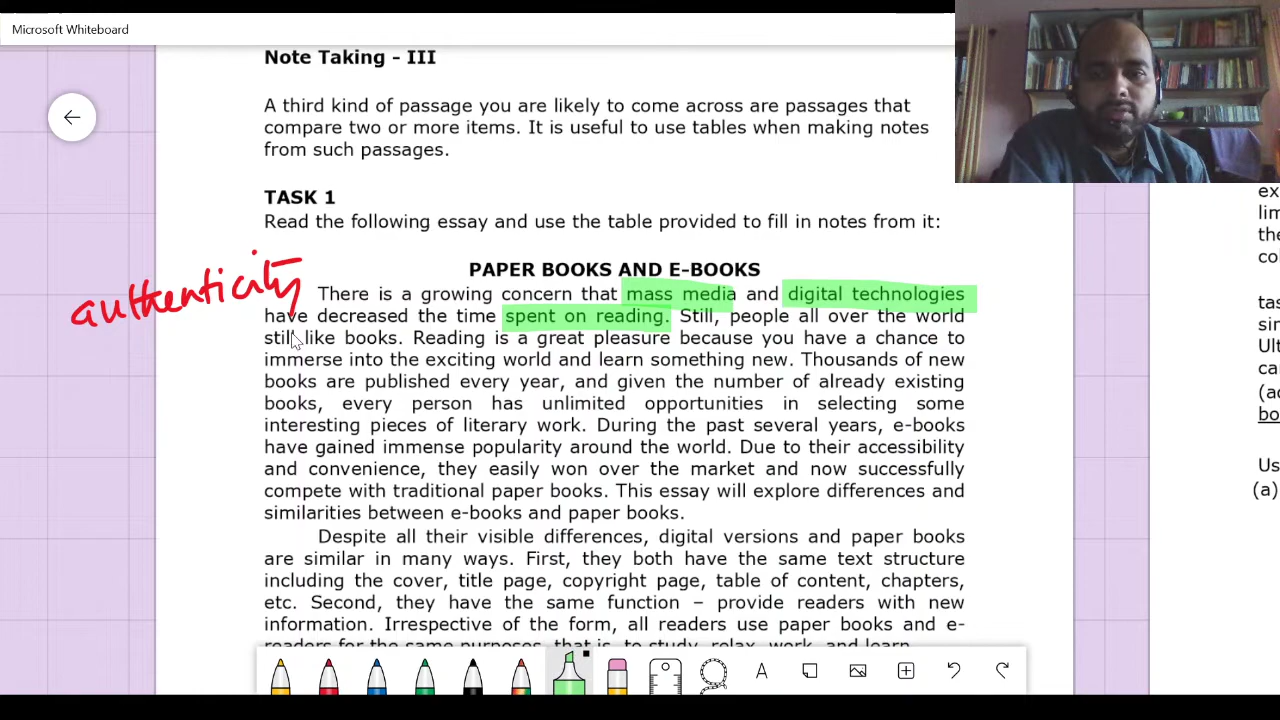 Microsoft Whiteboard
Note Taking - III
A third kind of passage you are likely to come across are passages that
compare two or more items. It is useful to use tables when making notes
from such passages.
TASK 1
Read the following essay and use the table provided to fill in notes from it:
authenticity
PAPER BOOKS AND E-BOOKS
There is a growing concern that mass media and digital technologies
have decreased the time spent on reading. Still, people all over the world
still like books. Reading is a great pleasure because you have a chance to
immerse into the exciting world and learn something new. Thousands of new
books are published every year, and given the number of already existing
books, every person has unlimited opportunities in selecting some
interesting pieces of literary work. During the past several years, e-books
have gained immense popularity around the world. Due to their accessibility
and convenience, they easily won over the market and now successfully
compete with traditional paper books. This essay will explore differences and
similarities between e-books and paper books.
Despite all their visible differences, digital versions and paper books
are similar in many ways. First, they both have the same text structure
including the cover, title page, copyright page, table of content, chapters,
etc. Second, they have the same function – provide readers with new
information. Irrespective of the form, all readers use paper books and e-
readers for the same purposes, that is, to study, relax, work, and learn
Us
(a)